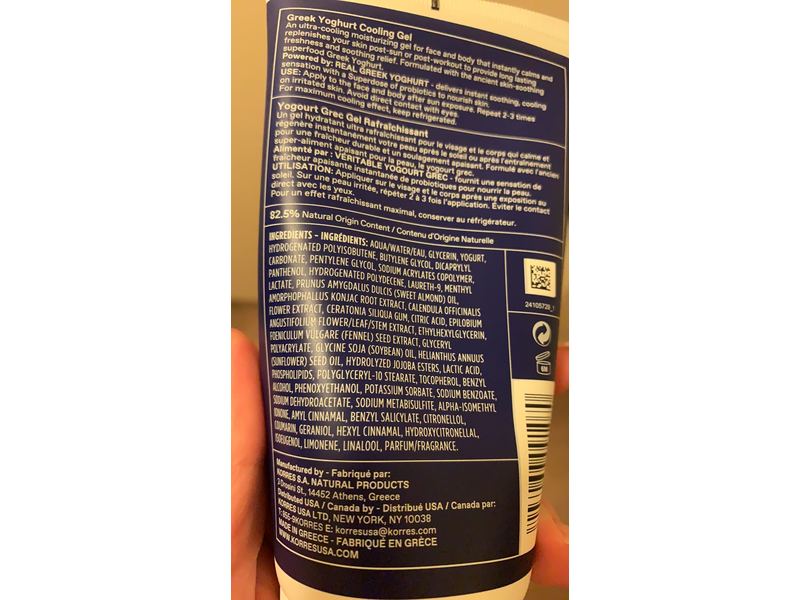 Greek Yoghurt Cooling Gel
An ultra-cooling moisturizing gel for face and body that instantly calms and
replenishes your skin post-sun or post-workout to provide long lasting
freshness and soothing relief. Formulated with the ancient skin-soothing
superfood Greek Yoghurt.
Powered by: REAL GREEK YOGHURT - delivers instant soothing, cooling
sensation with a Superdose of probiotics to nourish skin.
USE: Apply to the face and body after sun exposure. Repeat 2-3 times
on irritated skin. Avoid direct contact with eyes.
For maximum cooling effect, keep refrigerated.
Yogourt Grec Gel Rafraîchissant
Un gel hydratant ultra rafraîchissant pour le visage et le corps qui calme et
régénère instantanément votre peau après le soleil ou après l'entraînement
pour une fraîcheur durable et un soulagement apaisant. Formulé avec l'ancien
super-aliment apaisant pour la peau, le yogourt grec.
Alimenté par : VÉRITABLE YOGOURT GREC - fournit une sensation de
fraîcheur apaisante instantanée de probiotiques pour nourrir la peau.
UTILISATION: Appliquer sur le visage et le corps après une exposition au
soleil. Sur une peau irritée, répéter 2 à 3 fois l'application. Éviter le contact
direct avec les yeux.
Pour un effet rafraîchissant maximal, conserver au réfrigérateur.
82.5% Natural Origin Content / Contenu d'Origine Naturelle
INGREDIENTS - INGRÉDIENTS: AQUA/WATER/EAU, GLYCERIN, YOGURT,
HYDROGENATED POLYISOBUTENE, BUTYLENE GLYCOL, DICAPRYLYL
CARBONATE, PENTYLENE GLYCOL, SODIUM ACRYLATES COPOLYMER,
PANTHENOL, HYDROGENATED POLYDECENE, LAURETH-9, MENTHYL
LACTATE, PRUNUS AMYGDALUS DULCIS (SWEET ALMOND) OIL,
AMORPHOPHALLUS KONJAC ROOT EXTRACT, CALENDULA OFFICINALIS
FLOWER EXTRACT, CERATONIA SILIQUA GUM, CITRIC ACID, EPILOBIUM
ANGUSTIFOLIUM FLOWER/LEAF/STEM EXTRACT, ETHYLHEXYLGLYCERIN,
FOENICULUM VULGARE (FENNEL) SEED EXTRACT, GLYCERYL
POLYACRYLATE, GLYCINE SOJA (SOYBEAN) OIL, HELIANTHUS ANNUUS
(SUNFLOWER) SEED OIL, HYDROLYZED JOJOBA ESTERS, LACTIC ACID,
PHOSPHOLIPIDS, POLYGLYCERYL-10 STEARATE, TOCOPHEROL, BENZYL
ALCOHOL, PHENOXYETHANOL, POTASSIUM SORBATE, SODIUM BENZOATE,
SODIUM DEHYDROACETATE, SODIUM METABISULFITE, ALPHA-ISOMETHYL
IONONE, AMYL CINNAMAL, BENZYL SALICYLATE, CITRONELLOL,
COUMARIN, GERANIOL, HEXYL CINNAMAL, HYDROXYCITRONELLAL,
ISOEUGENOL, LIMONENE, LINALOOL, PARFUM/FRAGRANCE.
24105729_1
6M
Manufactured by - Fabriqué par:
KORRES S.A. NATURAL PRODUCTS
3 Drosini St., 14452 Athens, Greece
Distributed USA / Canada by - Distribué USA / Canada par:
KORRES USA LTD, NEW YORK, NY 10038
T: 855-9KORRES E: korresusa@korres.com
MADE IN GREECE - FABRIQUÉ EN GRÈCE
WWW.KORRESUSA.COM